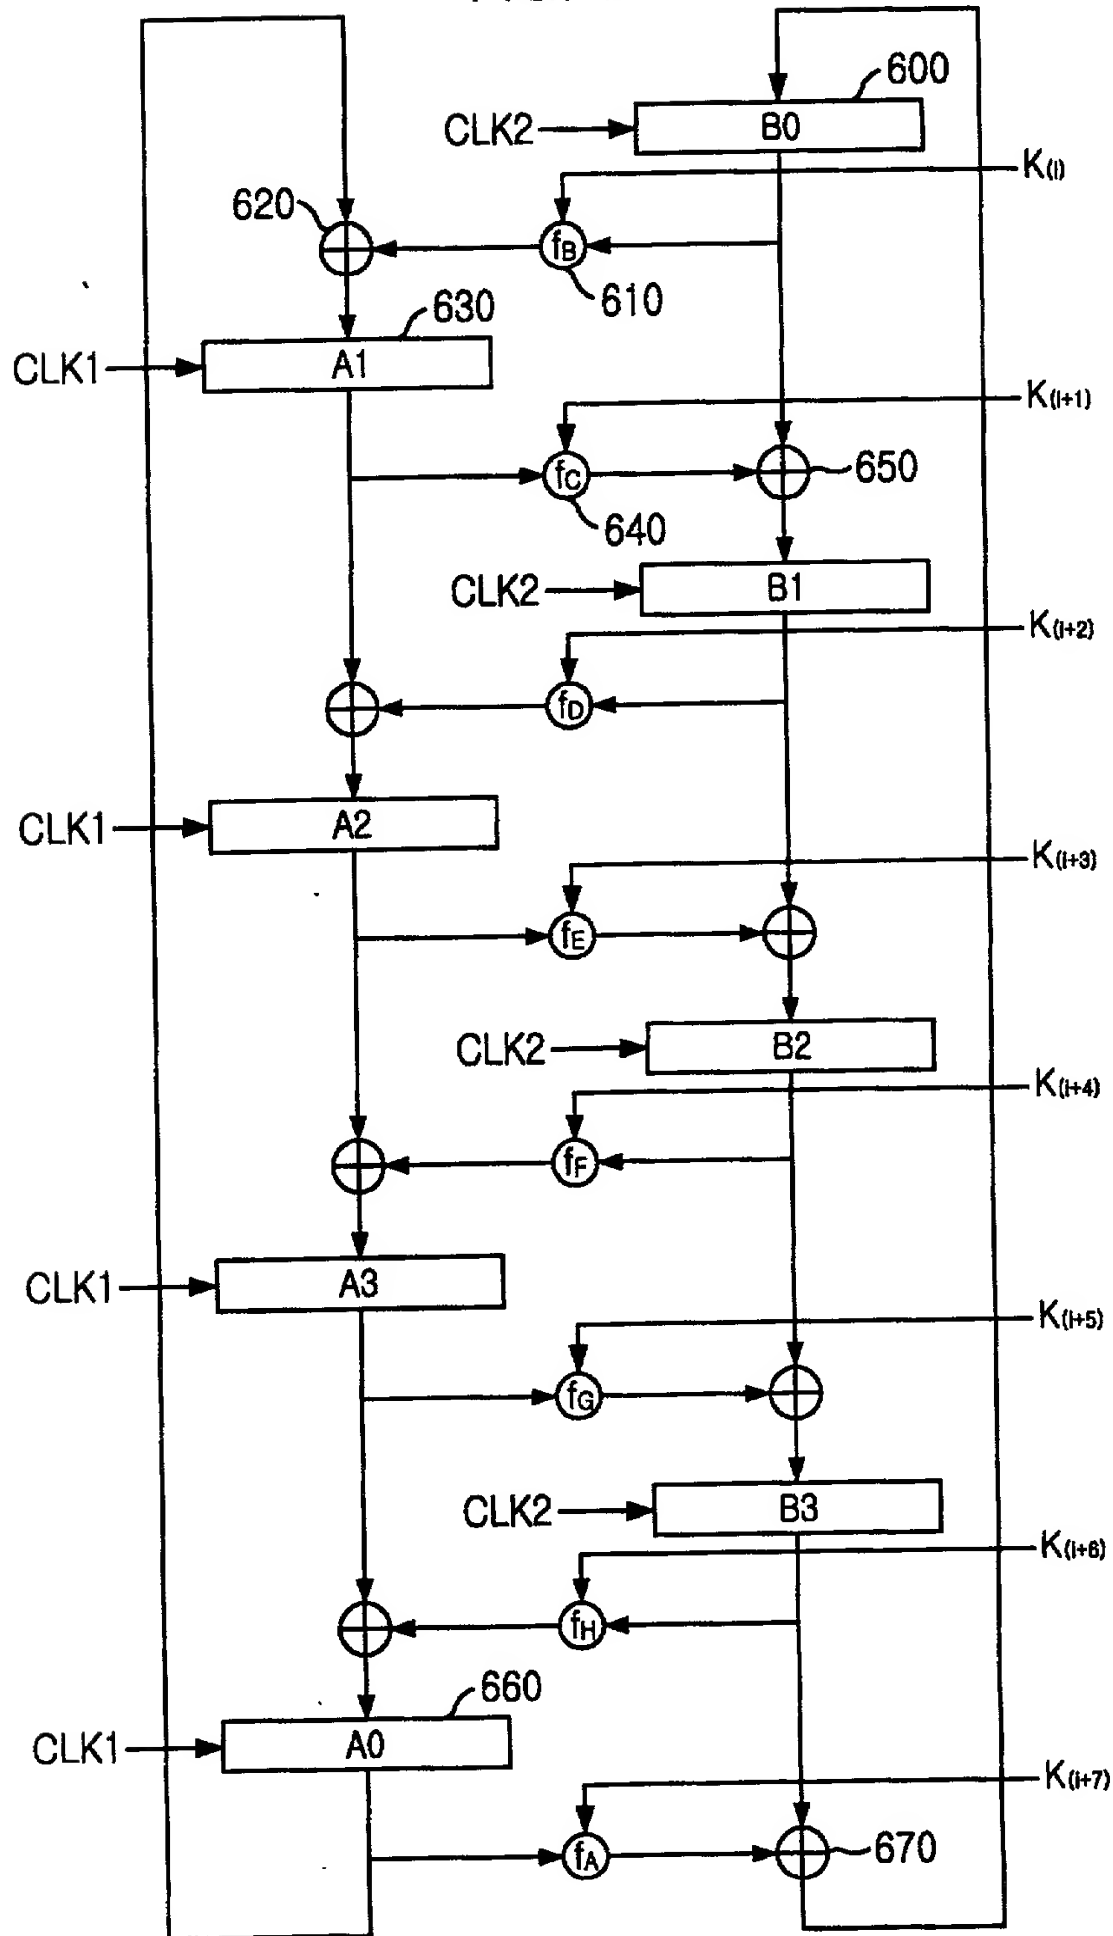 600
CLK2 B0
K(i)
620
fB
610
630
CLK1 A1
K(i+1)
fC 650
640
CLK2 B1
K(i+2)
fD
CLK1 A2
K(i+3)
fE
CLK2 B2
K(i+4)
fF
CLK1 A3
K(i+5)
fG
CLK2 B3
K(i+6)
fH
660
CLK1 A0
K(i+7)
fA 670